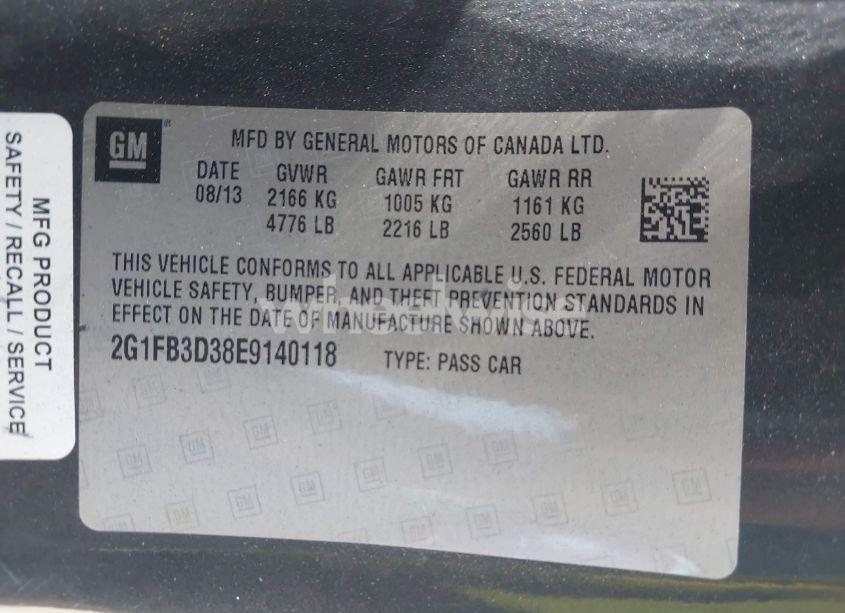 MFG PRODUCT
SAFETY / RECALL / SERVICE
GM
MFD BY GENERAL MOTORS OF CANADA LTD.
DATE GVWR GAWR FRT GAWR RR
08/13 2166 KG 1005 KG 1161 KG
4776 LB 2216 LB 2560 LB
THIS VEHICLE CONFORMS TO ALL APPLICABLE U.S. FEDERAL MOTOR
VEHICLE SAFETY, BUMPER, AND THEFT PREVENTION STANDARDS IN
EFFECT ON THE DATE OF MANUFACTURE SHOWN ABOVE.
2G1FB3D38E9140118 TYPE: PASS CAR